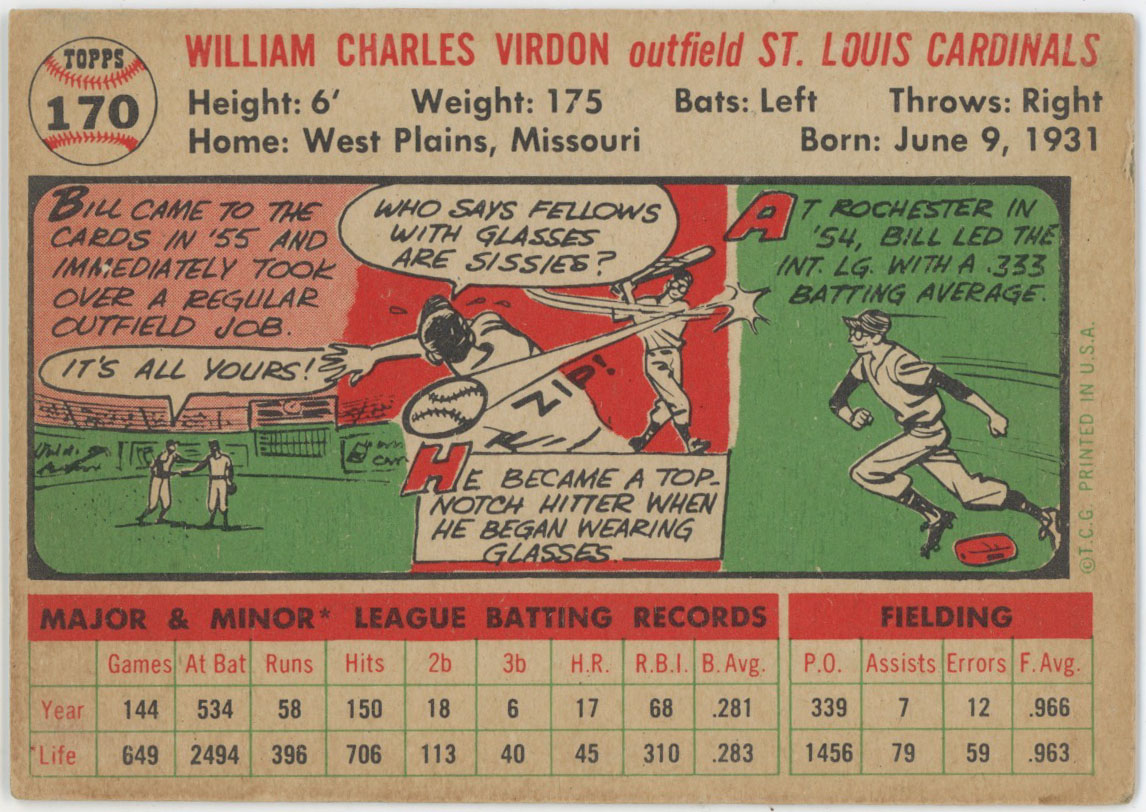 TOPPS
170
WILLIAM CHARLES VIRDON outfield ST. LOUIS CARDINALS
Height: 6' Weight: 175 Bats: Left Throws: Right
Home: West Plains, Missouri Born: June 9, 1931
BILL CAME TO THE
CARDS IN '55 AND
IMMEDIATELY TOOK
OVER A REGULAR
OUTFIELD JOB.
IT'S ALL YOURS!
WHO SAYS FELLOWS
WITH GLASSES
ARE SISSIES?
ZIP!
HE BECAME A TOP-
NOTCH HITTER WHEN
HE BEGAN WEARING
GLASSES.
AT ROCHESTER IN
'54, BILL LED THE
INT. LG. WITH A .333
BATTING AVERAGE.
©T.C.G. PRINTED IN U.S.A.
MAJOR & MINOR* LEAGUE BATTING RECORDS FIELDING
Games At Bat Runs Hits 2b 3b H.R. R.B.I. B. Avg. P.O. Assists Errors F. Avg.
Year 144 534 58 150 18 6 17 68 .281 339 7 12 .966
*Life 649 2494 396 706 113 40 45 310 .283 1456 79 59 .963